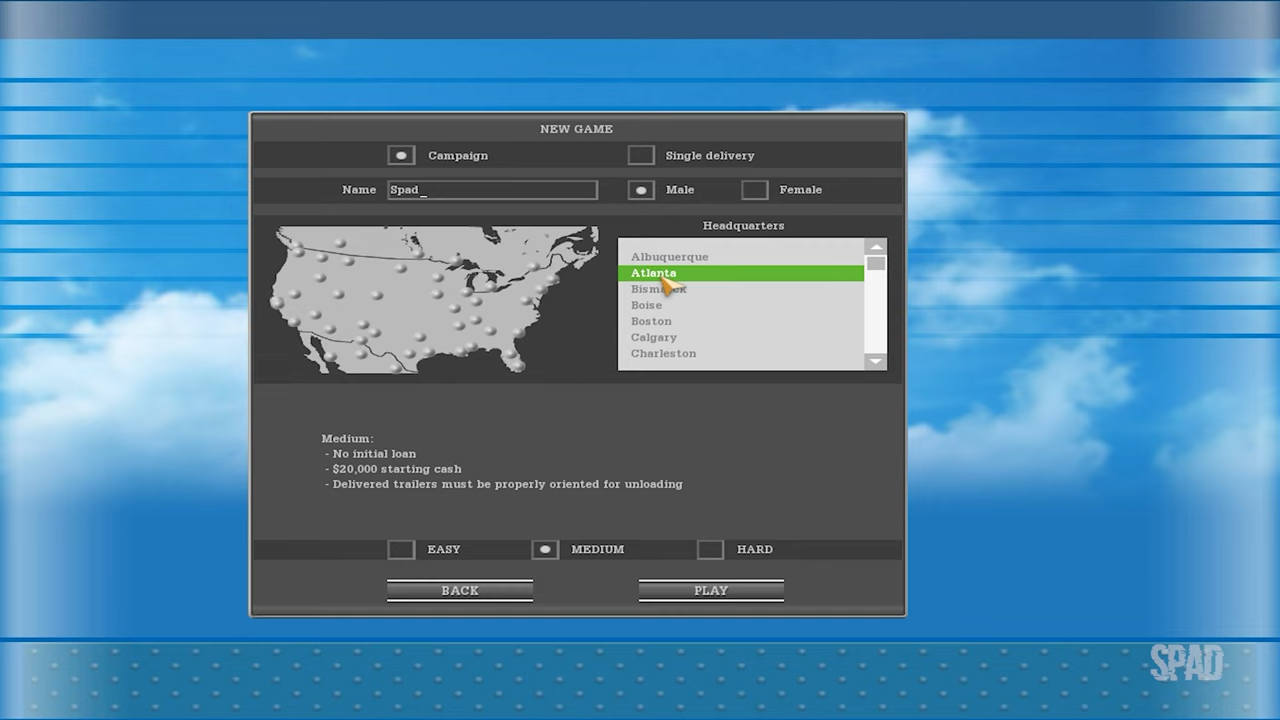 NEW GAME
Campaign Single delivery
Name Spad_ Male Female
Headquarters
Albuquerque
Atlanta
Bismarck
Boise
Boston
Calgary
Charleston
Medium:
- No initial loan
- $20,000 starting cash
- Delivered trailers must be properly oriented for unloading
EASY MEDIUM HARD
BACK PLAY
SPAD